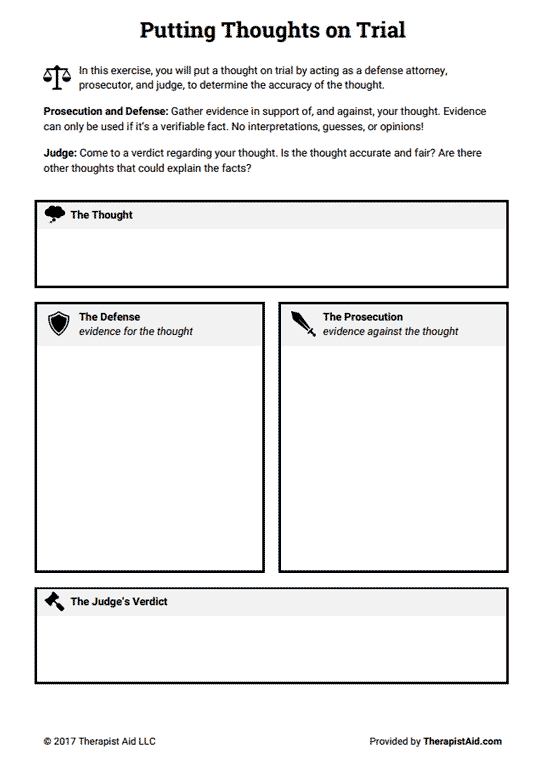 Putting Thoughts on Trial
In this exercise, you will put a thought on trial by acting as a defense attorney,
prosecutor, and judge, to determine the accuracy of the thought.
Prosecution and Defense: Gather evidence in support of, and against, your thought. Evidence
can only be used if it's a verifiable fact. No interpretations, guesses, or opinions!
Judge: Come to a verdict regarding your thought. Is the thought accurate and fair? Are there
other thoughts that could explain the facts?
The Thought
The Defense
evidence for the thought
The Prosecution
evidence against the thought
The Judge's Verdict
© 2017 Therapist Aid LLC
Provided by TherapistAid.com